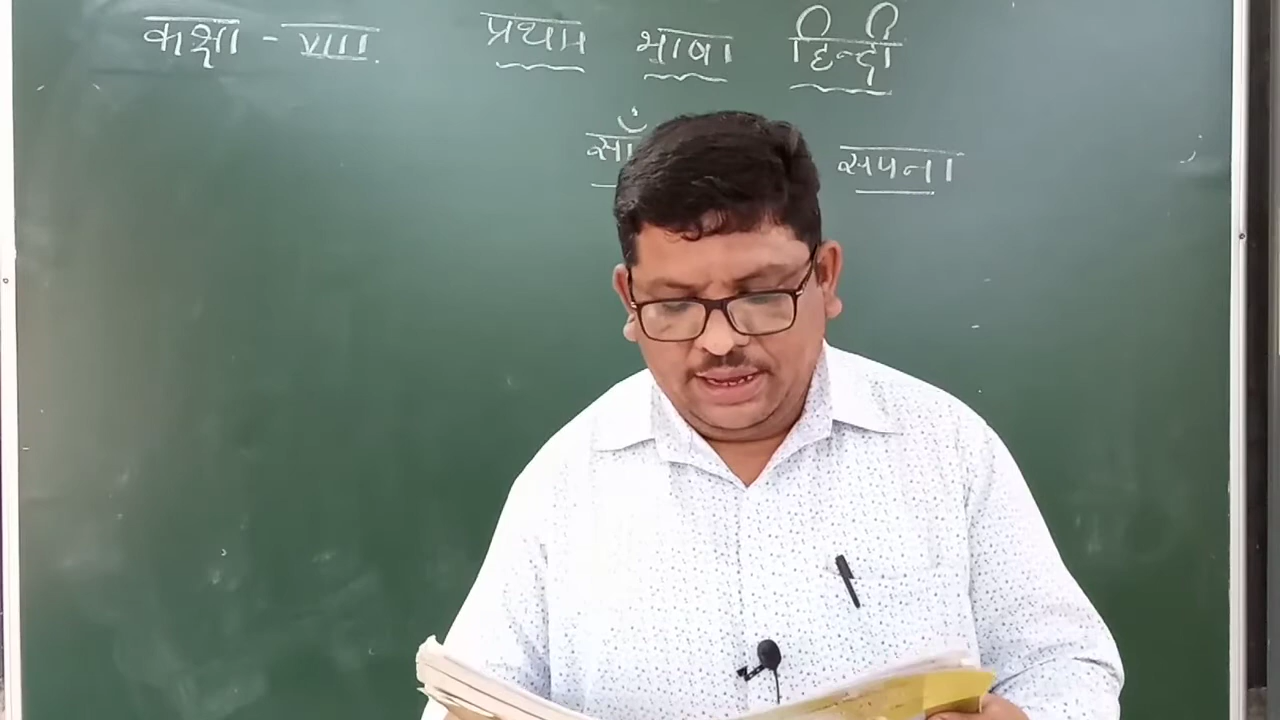 कक्षा - VIII. प्रथम भाषा हिन्दी
सपना